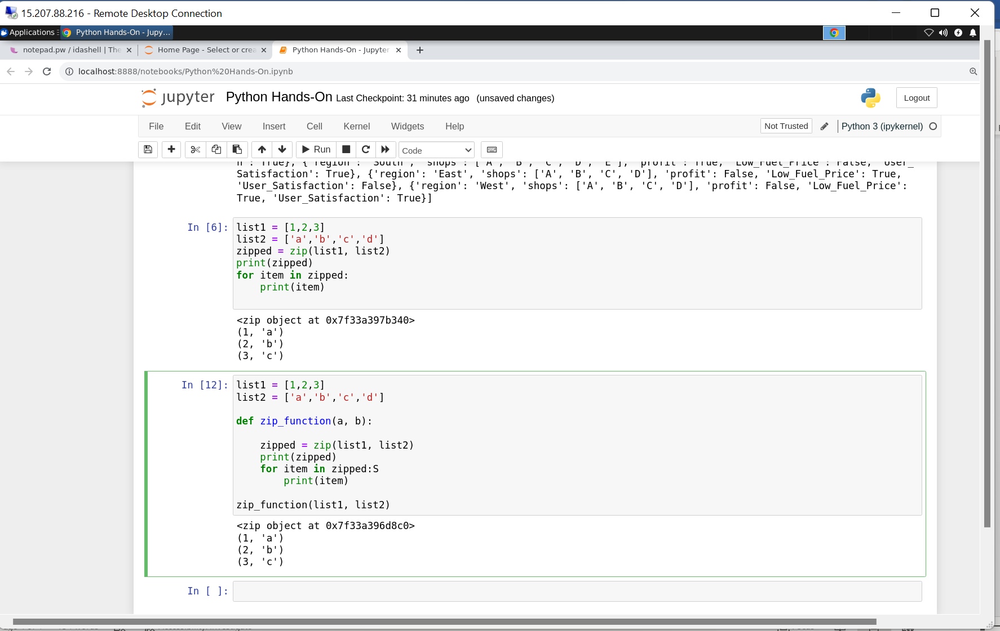 15.207.88.216 - Remote Desktop Connection
Applications
Python Hands-On - Jupy...
notepad.pw / idashell | The
Home Page - Select or crea
Python Hands-On - Jupyter
localhost:8888/notebooks/Python%20Hands-On.ipynb
jupyter Python Hands-On Last Checkpoint: 31 minutes ago (unsaved changes)
Logout
File Edit View Insert Cell Kernel Widgets Help
Not Trusted
Python 3 (ipykernel)
Run
Code
n': True}, {'region': 'South', 'shops': ['A', 'B', 'C', 'D', 'E'], 'profit': True, 'Low_Fuel_Price': False, 'User_
Satisfaction': True}, {'region': 'East', 'shops': ['A', 'B', 'C', 'D'], 'profit': False, 'Low_Fuel_Price': True,
'User_Satisfaction': False}, {'region': 'West', 'shops': ['A', 'B', 'C', 'D'], 'profit': False, 'Low_Fuel_Price':
True, 'User_Satisfaction': True}]
In [6]:
list1 = [1,2,3]
list2 = ['a','b','c','d']
zipped = zip(list1, list2)
print(zipped)
for item in zipped:
    print(item)
<zip object at 0x7f33a397b340>
(1, 'a')
(2, 'b')
(3, 'c')
In [12]:
list1 = [1,2,3]
list2 = ['a','b','c','d']
def zip_function(a, b):
    zipped = zip(list1, list2)
    print(zipped)
    for item in zipped:S
        print(item)
zip_function(list1, list2)
<zip object at 0x7f33a396d8c0>
(1, 'a')
(2, 'b')
(3, 'c')
In [ ]: